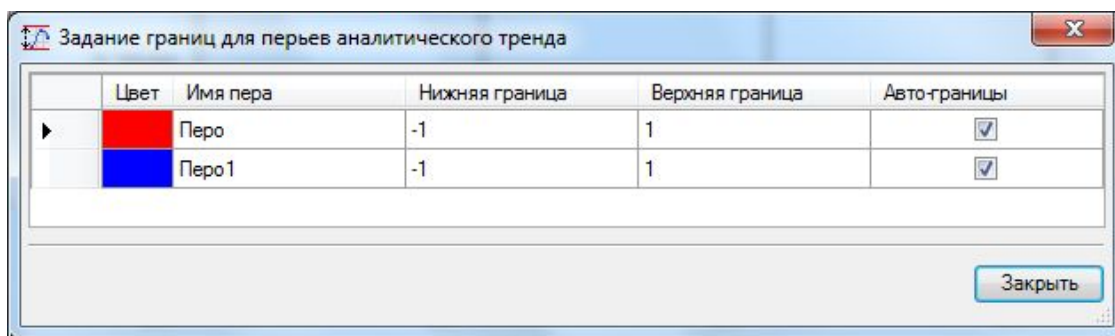 Задание границ для перьев аналитического тренда
Цвет Имя пера Нижняя граница Верхняя граница Авто-границы
Перо -1 1
Перо1 -1 1
Закрыть